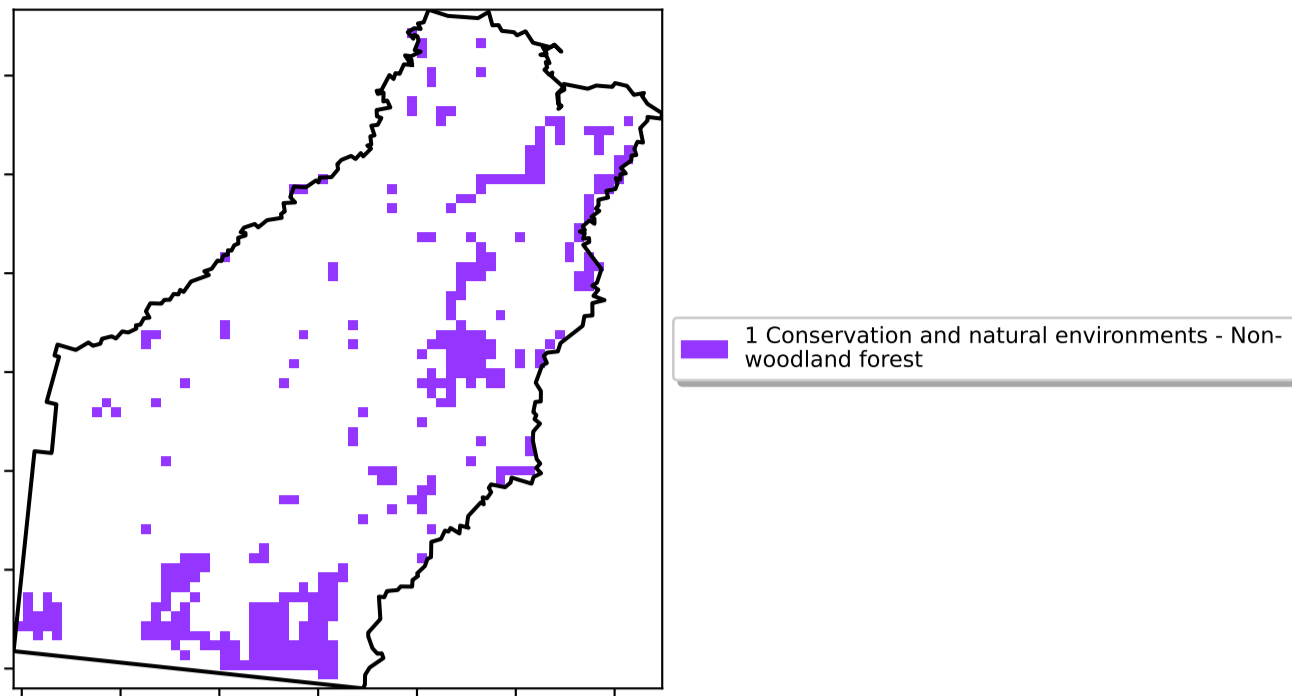 1 Conservation and natural environments - Non-
woodland forest